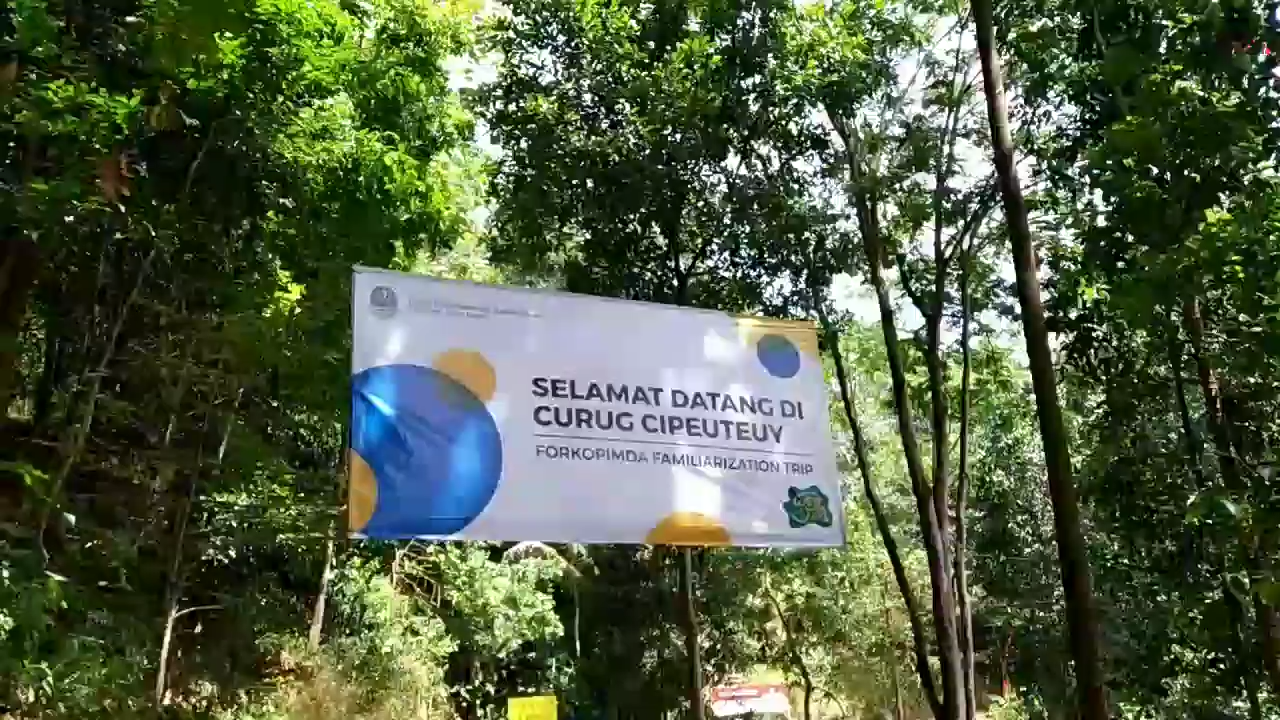 SELAMAT DATANG DI
CURUG CIPEUTEUY
FORKOPIMDA FAMILIARIZATION TRIP